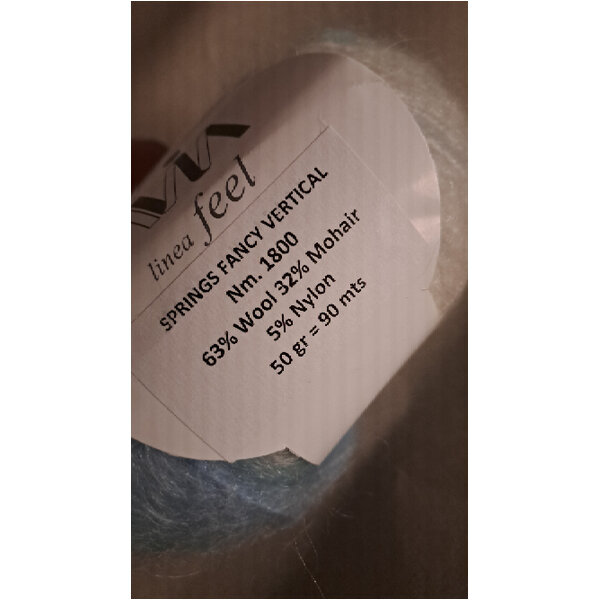 linea feel
SPRINGS FANCY VERTICAL
Nm. 1800
63% Wool 32% Mohair
5% Nylon
50 gr = 90 mts